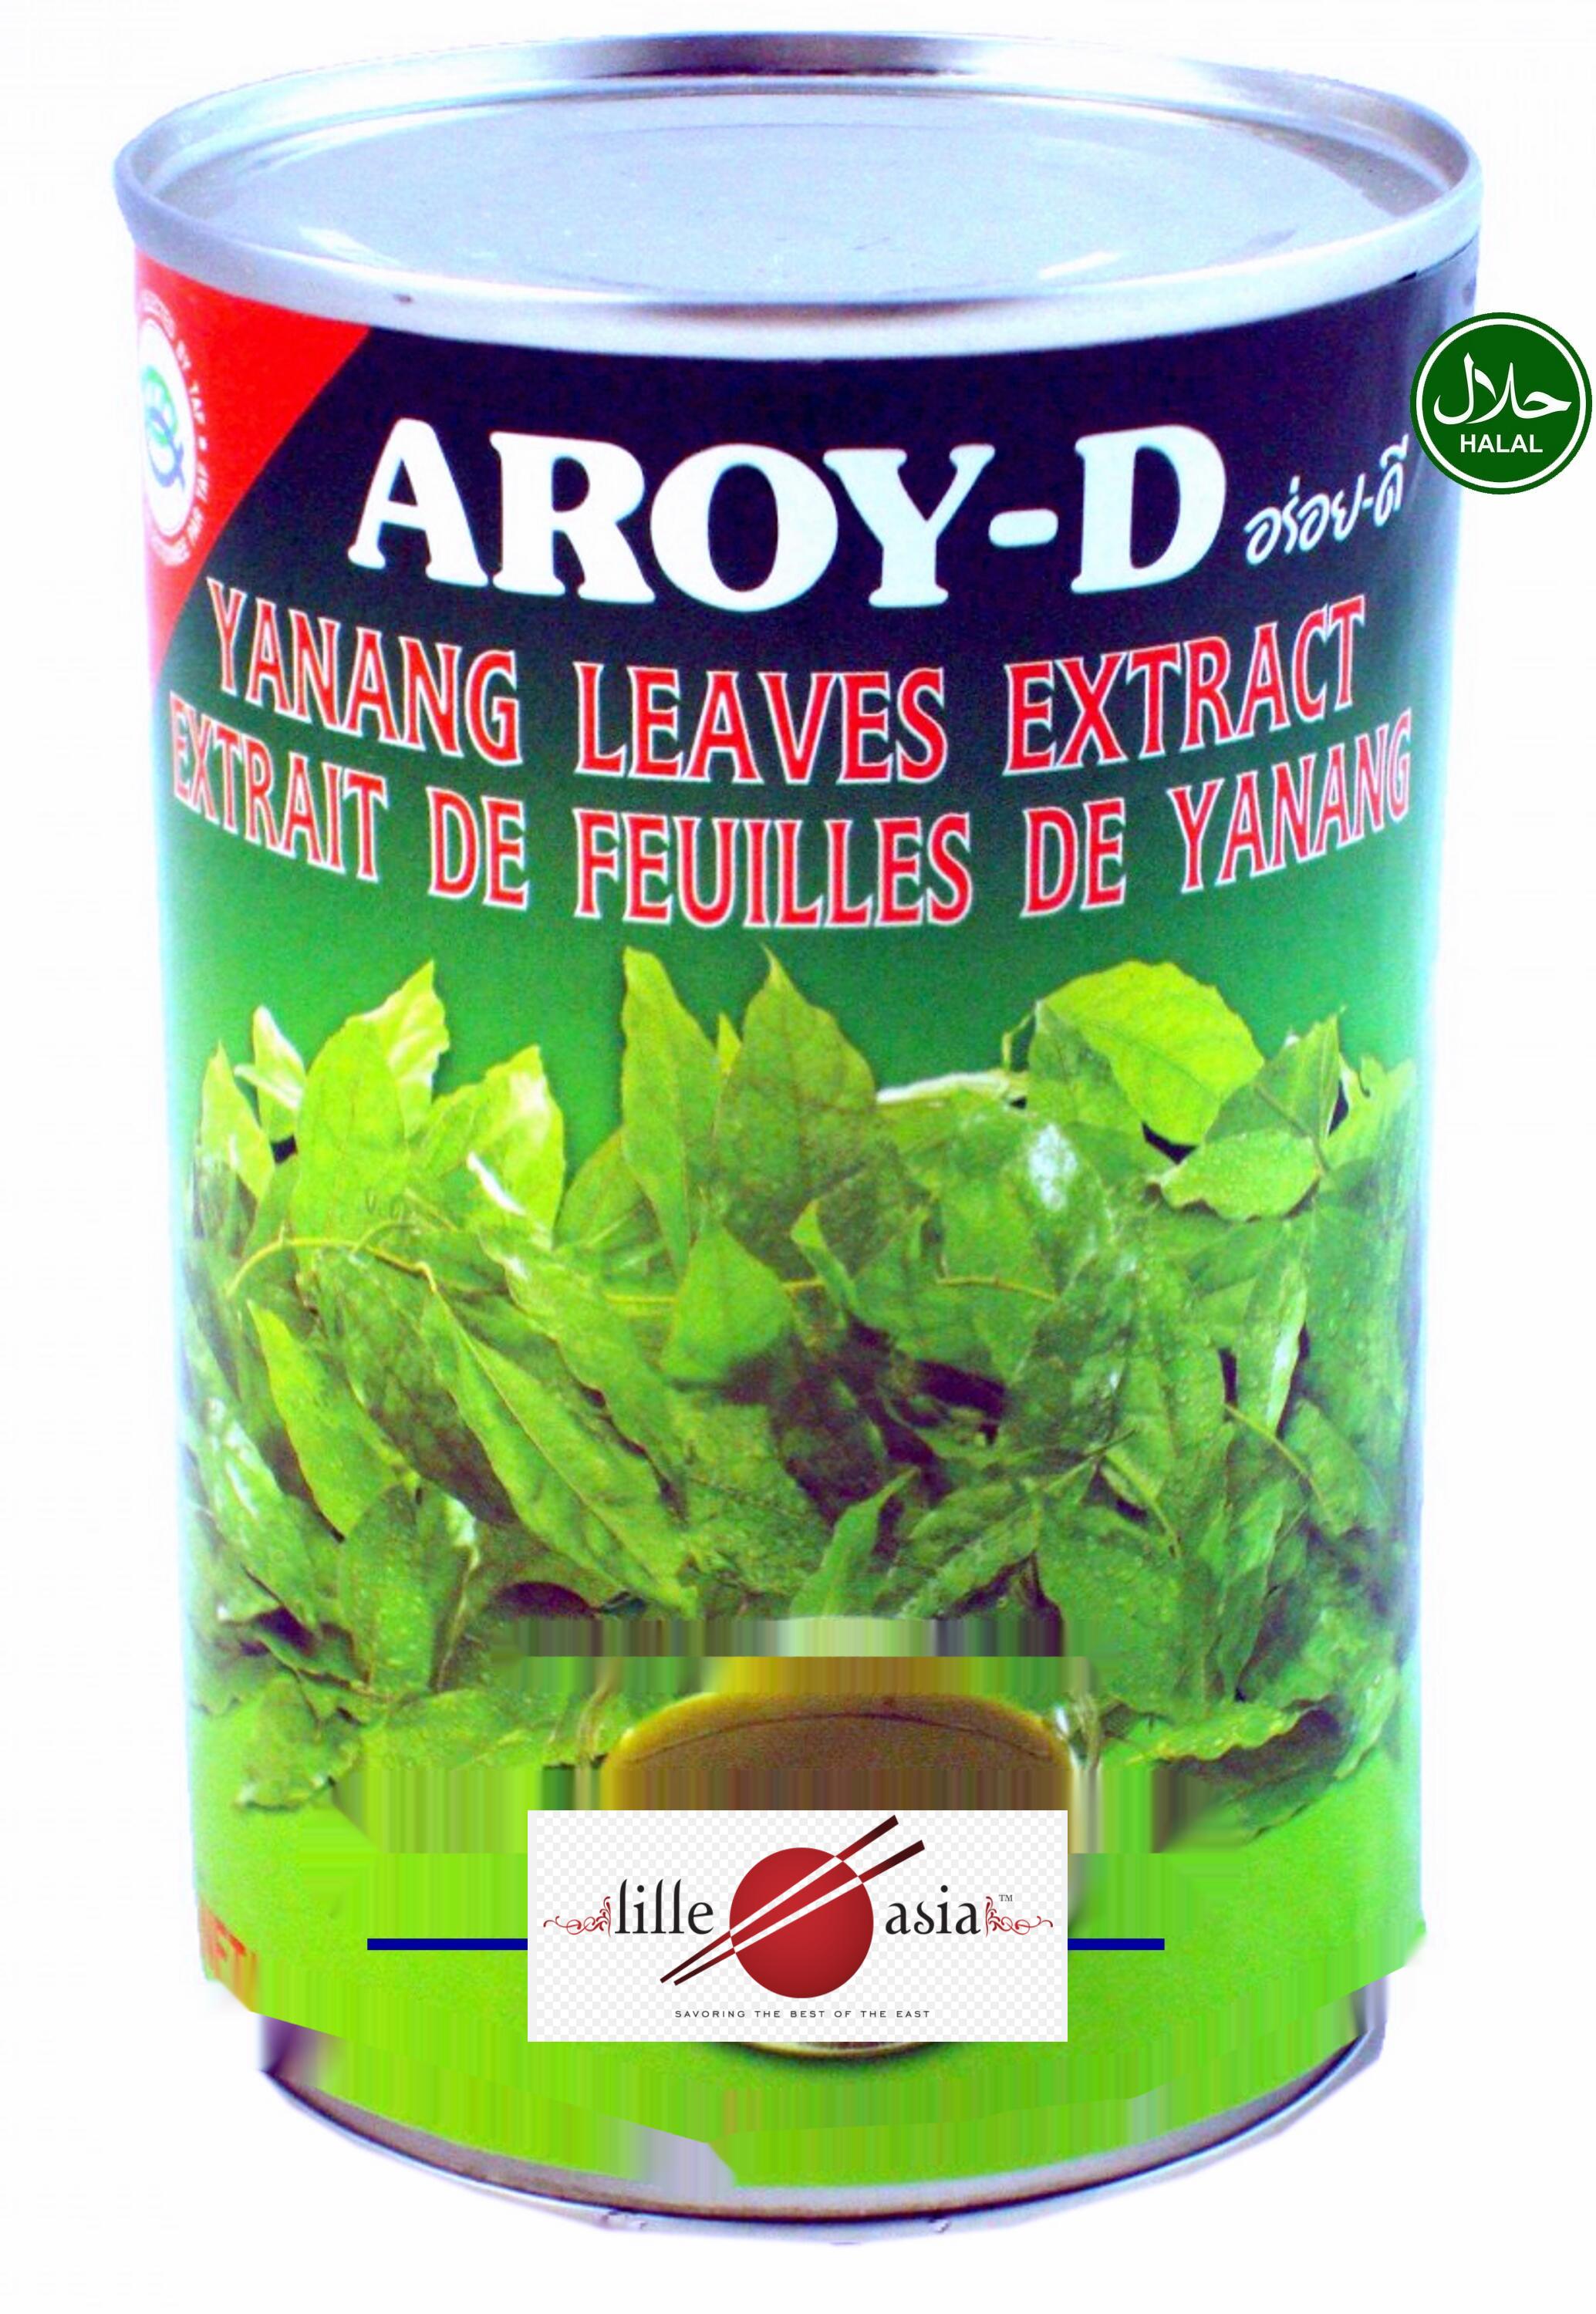 AROY-D อร่อย-ดี
حلال
HALAL
YANANG LEAVES EXTRACT
EXTRAIT DE FEUILLES DE YANANG
lille asia™
SAVORING THE BEST OF THE EAST